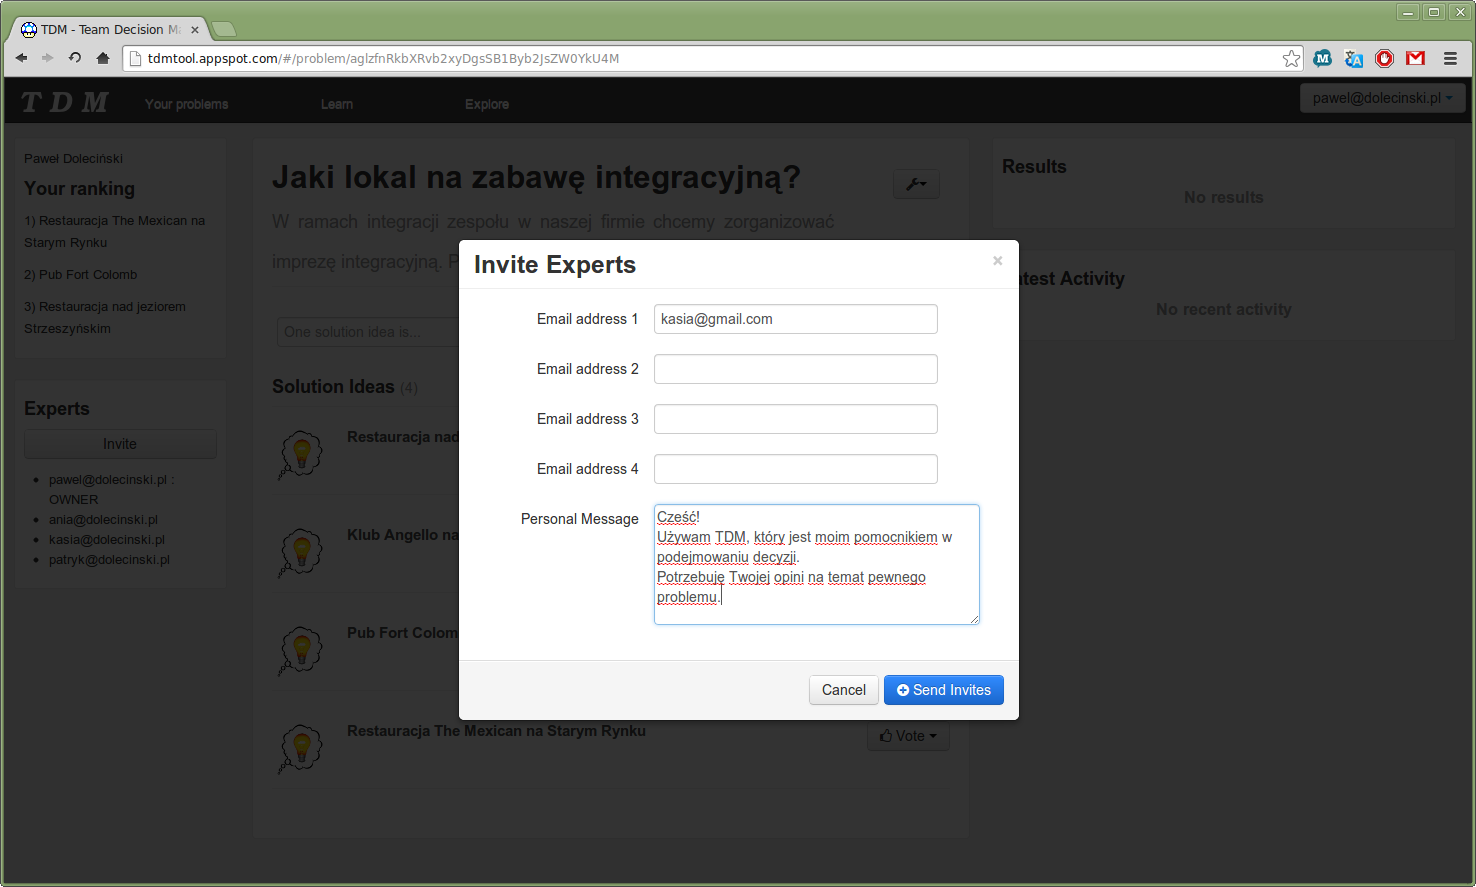 TDM - Team Decision Ma
tdmtool.appspot.com/#/problem/aglzfnRkbXRvb2xyDgsSB1Byb2JsZW0YkU4M
TDM
Your problems
Learn
Explore
pawel@dolecinski.pl
Paweł Doleciński
Your ranking
1) Restauracja The Mexican na
Starym Rynku
2) Pub Fort Colomb
3) Restauracja nad jeziorem
Strzeszyńskim
Experts
Invite
pawel@dolecinski.pl :
OWNER
ania@dolecinski.pl
kasia@dolecinski.pl
patryk@dolecinski.pl
Jaki lokal na zabawę integracyjną?
W ramach integracji zespołu w naszej firmie chcemy zorganizować
imprezę integracyjną. P
One solution idea is...
Solution Ideas (4)
Restauracja nad
Klub Angello na
Pub Fort Colom
Restauracja The Mexican na Starym Rynku
Vote
Results
No results
test Activity
No recent activity
Invite Experts
×
Email address 1
kasia@gmail.com
Email address 2
Email address 3
Email address 4
Personal Message
Cześć!
Używam TDM, który jest moim pomocnikiem w
podejmowaniu decyzji.
Potrzebuję Twojej opini na temat pewnego
problemu.
Cancel
Send Invites